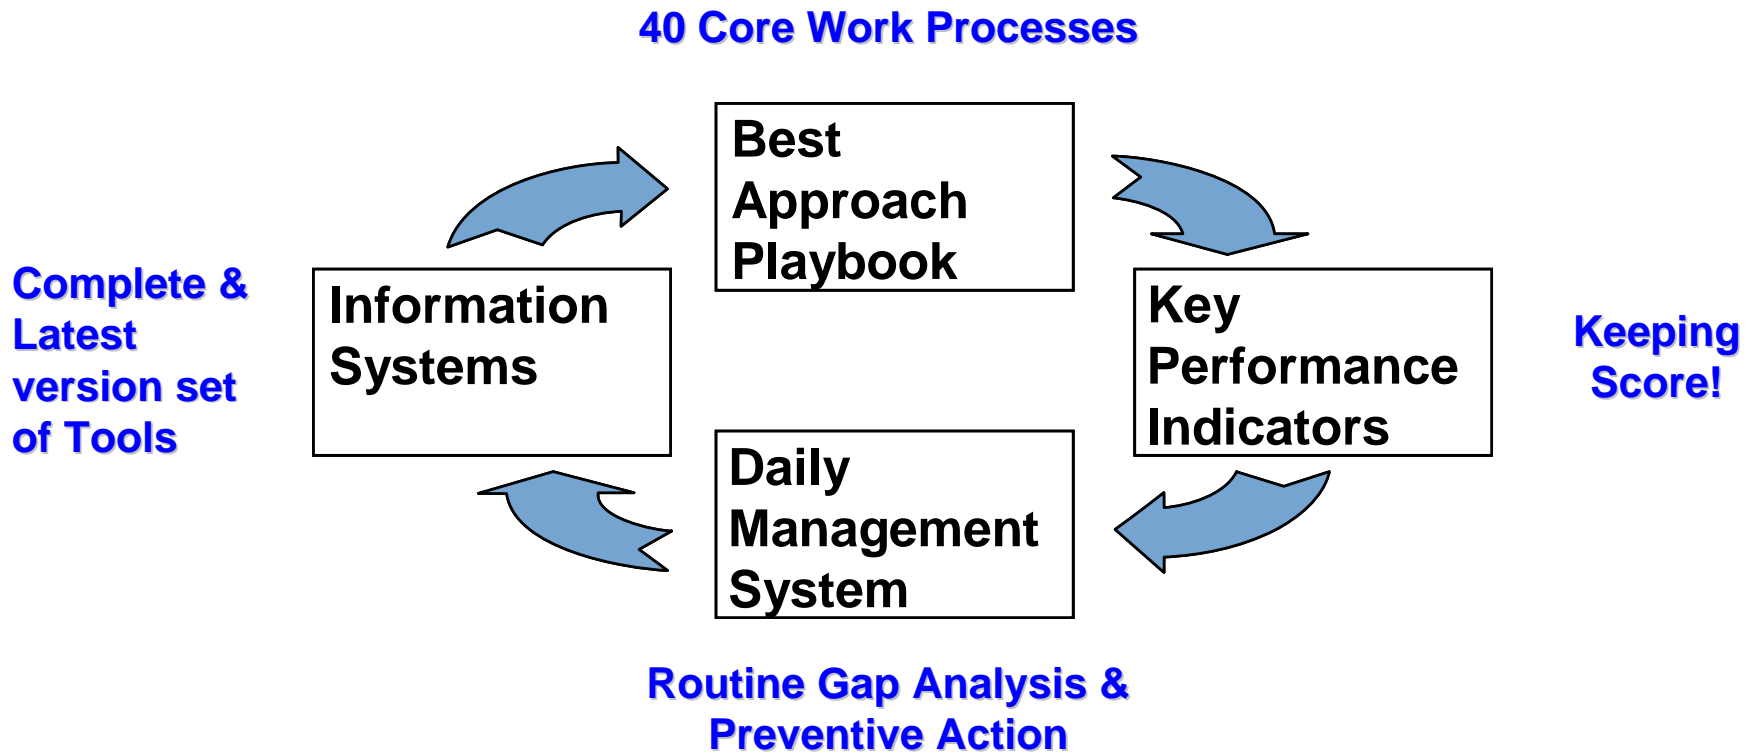 40 Core Work Processes
Best
Approach
Playbook
Complete &
Latest
version set
of Tools
Information
Systems
Key
Performance
Indicators
Keeping
Score!
Daily
Management
System
Routine Gap Analysis &
Preventive Action